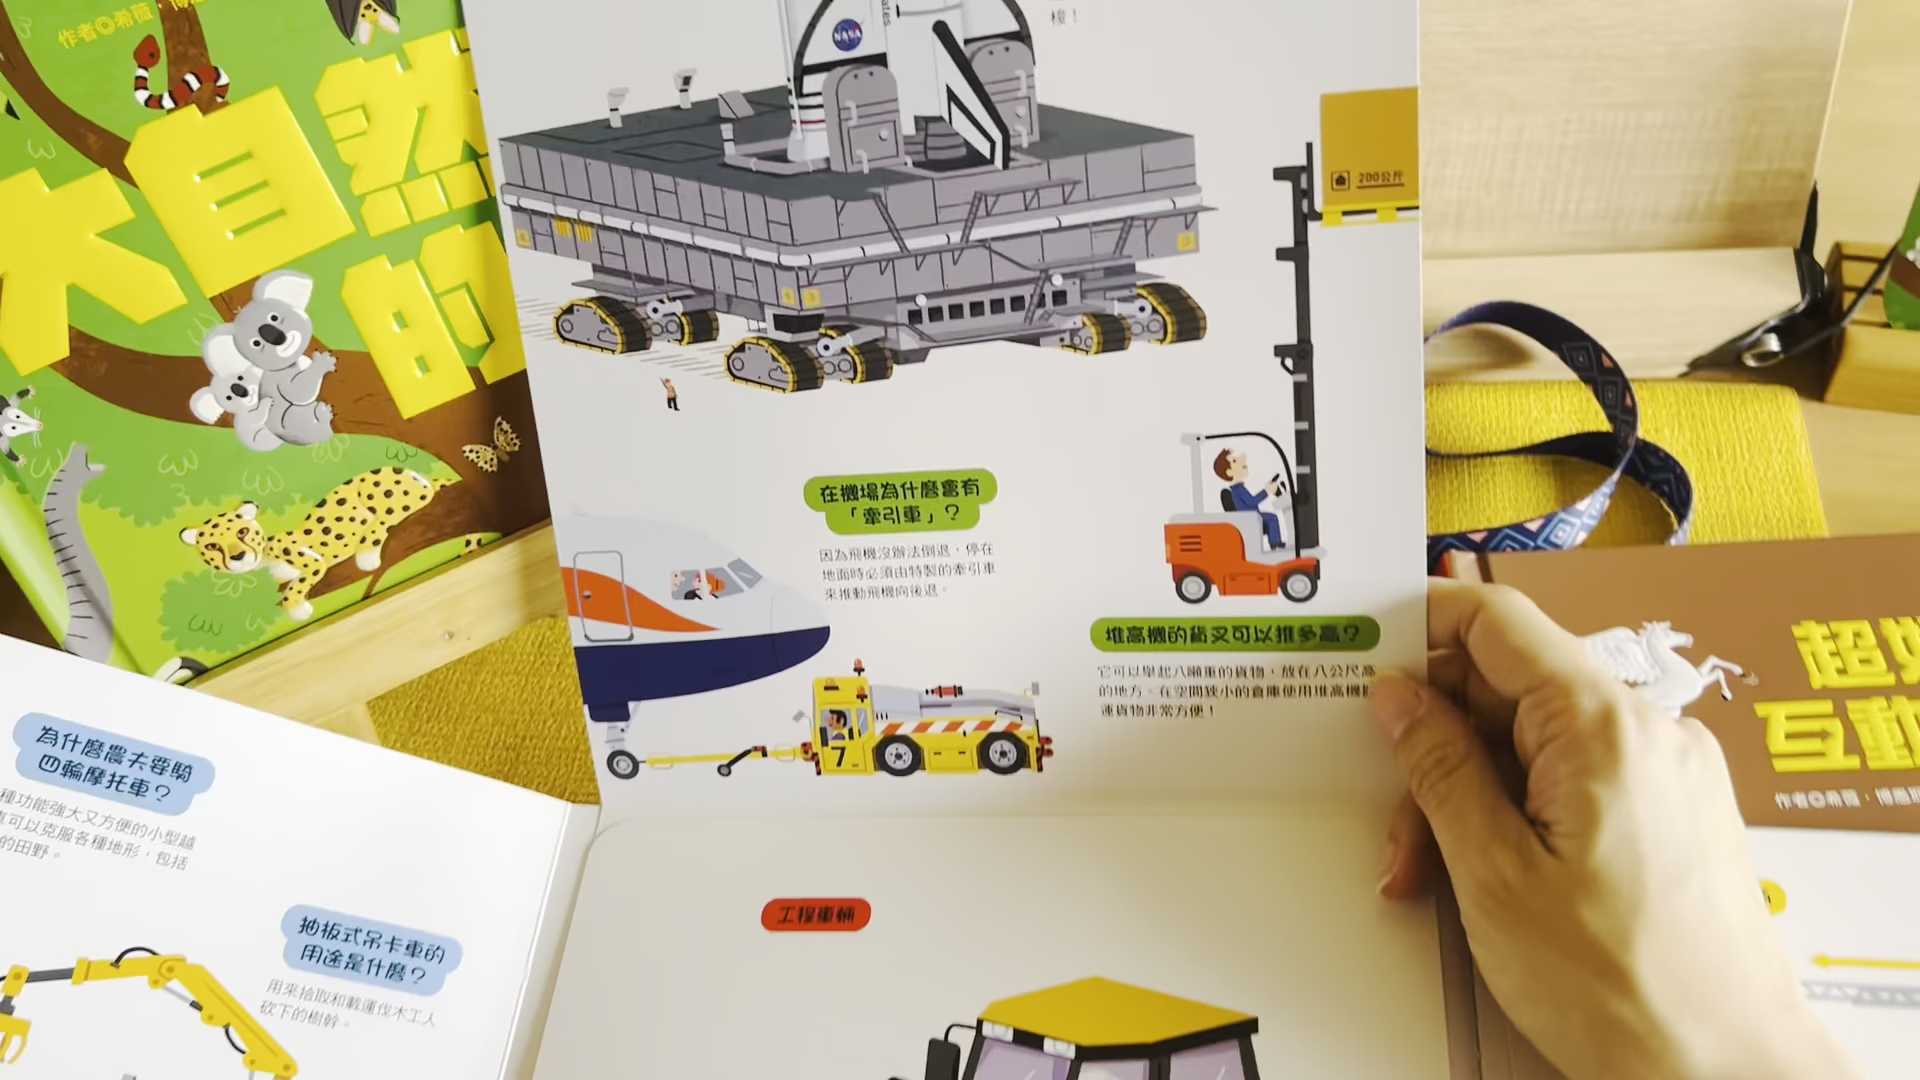 作者◎希薇
大自然
的
梭！
NASA
200公斤
在機場為什麼會有
「牽引車」？
因為飛機沒辦法倒退，停在
地面時必須由特製的牽引車
來推動飛機向後退。
7
堆高機的貨叉可以推多高？
它可以舉起八噸重的貨物，放在八公尺高
的地方。在空間狹小的倉庫使用堆高機
運貨物非常方便！
工程車輛
為什麼農夫要騎
四輪摩托車？
種功能強大又方便的小型越
車可以克服各種地形，包括
的田野。
抽板式吊卡車的
用途是什麼？
用來拾取和載運伐木工人
砍下的樹幹。
超
互動
作者◎希薇、博恩